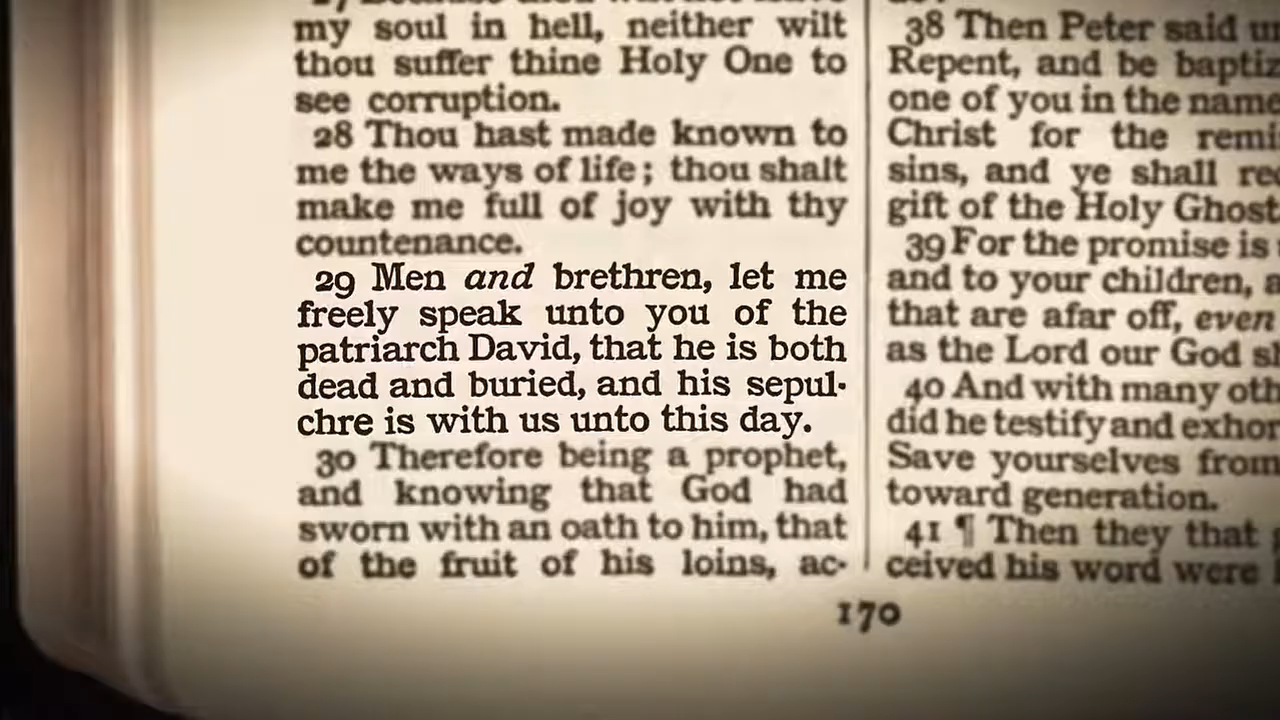 my soul in hell, neither wilt
thou suffer thine Holy One to
see corruption.
28 Thou hast made known to
me the ways of life; thou shalt
make me full of joy with thy
countenance.
29 Men and brethren, let me
freely speak unto you of the
patriarch David, that he is both
dead and buried, and his sepul-
chre is with us unto this day.
30 Therefore being a prophet,
and knowing that God had
sworn with an oath to him, that
of the fruit of his loins, ac-
38 Then Peter said
Repent, and be
one of you in the name
Christ for the
sins, and ye shall
gift of the Holy Ghost
39 For the promise is
and to your children,
that are afar off, even
as the Lord our God
40 And with many
did he testify and
Save yourselves from
toward generation.
41 ¶ Then they that
ceived his word were
170